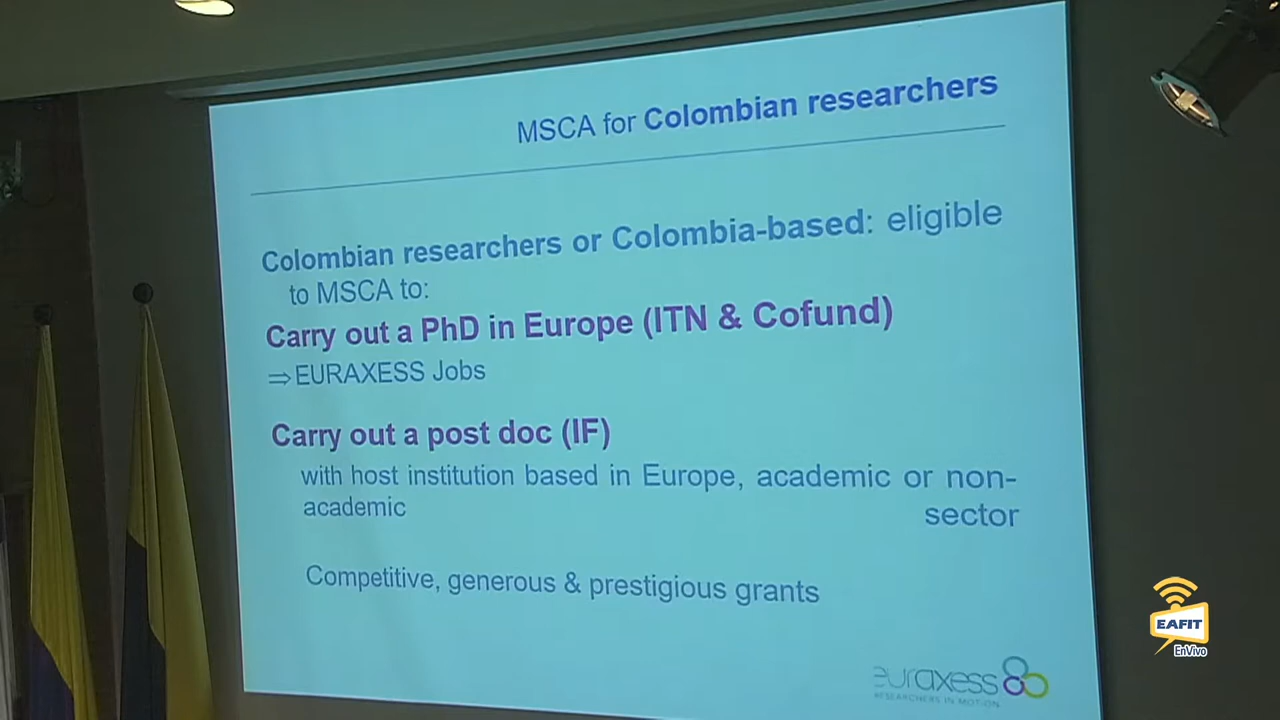 MSCA for Colombian researchers
Colombian researchers or Colombia-based: eligible
to MSCA to:
Carry out a PhD in Europe (ITN & Cofund)
⇒EURAXESS Jobs
Carry out a post doc (IF)
with host institution based in Europe, academic or non-
academic sector
Competitive, generous & prestigious grants
euraxess
RESEARCHERS IN MOTION
EAFIT
EnVivo